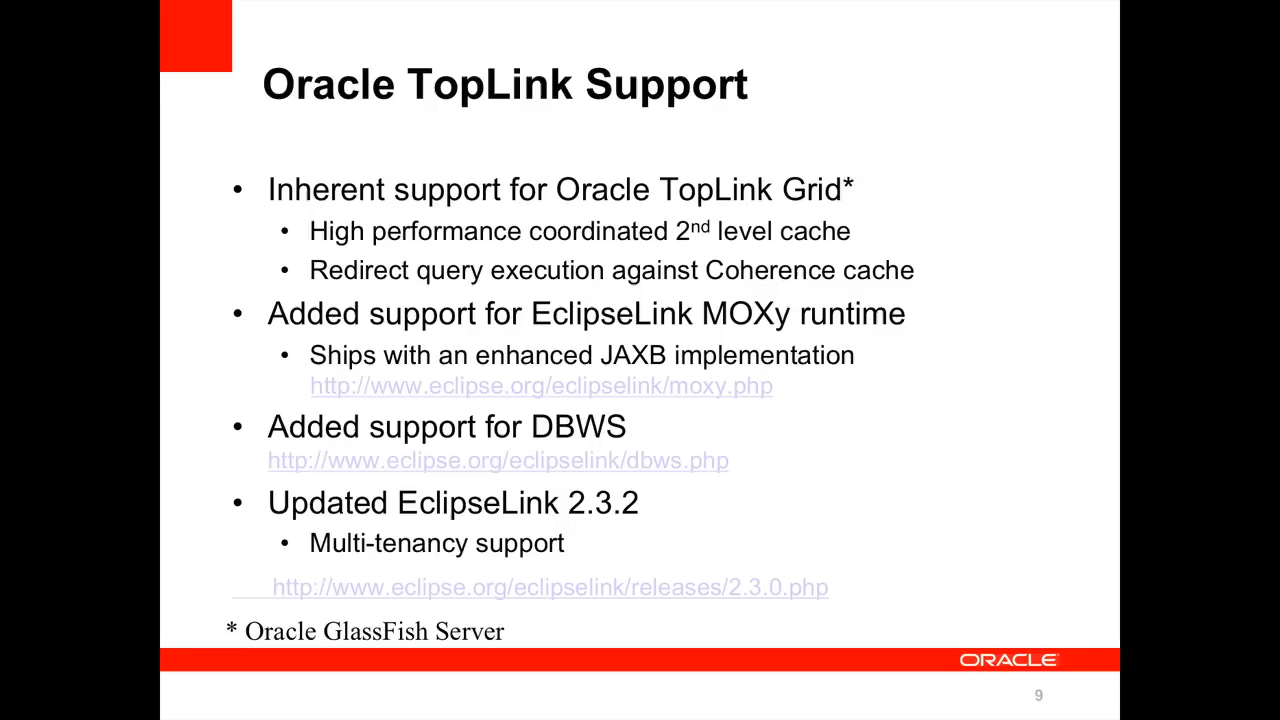 Oracle TopLink Support
• Inherent support for Oracle TopLink Grid*
• High performance coordinated 2nd level cache
• Redirect query execution against Coherence cache
• Added support for EclipseLink MOXy runtime
• Ships with an enhanced JAXB implementation
http://www.eclipse.org/eclipselink/moxy.php
• Added support for DBWS
http://www.eclipse.org/eclipselink/dbws.php
• Updated EclipseLink 2.3.2
• Multi-tenancy support
http://www.eclipse.org/eclipselink/releases/2.3.0.php
* Oracle GlassFish Server
ORACLE
9